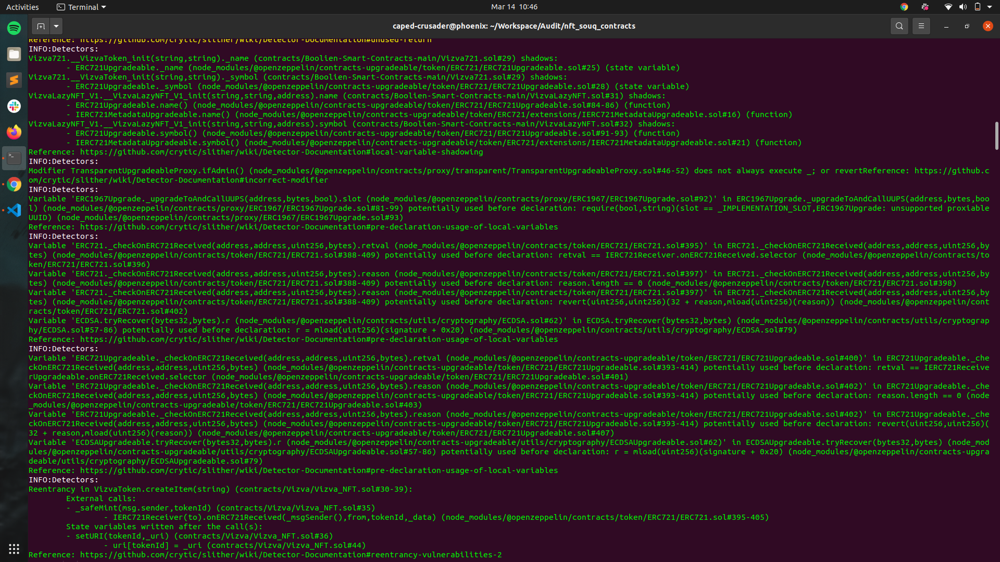 Activities
Terminal
Mar 14 10:46
caped-crusader@phoenix: ~/Workspace/Audit/nft_souq_contracts
Reference: https://github.com/crytic/slither/wiki/Detector-Documentation#unused-return
INFO:Detectors:
Vizva721.__VizvaToken_init(string,string)._name (contracts/Boolien-Smart-Contracts-main/Vizva721.sol#29) shadows:
- ERC721Upgradeable._name (node_modules/@openzeppelin/contracts-upgradeable/token/ERC721/ERC721Upgradeable.sol#25) (state variable)
Vizva721.__VizvaToken_init(string,string)._symbol (contracts/Boolien-Smart-Contracts-main/Vizva721.sol#29) shadows:
- ERC721Upgradeable._symbol (node_modules/@openzeppelin/contracts-upgradeable/token/ERC721/ERC721Upgradeable.sol#28) (state variable)
VizvaLazyNFT_V1.__VizvaLazyNFT_V1_init(string,string,address).name (contracts/Boolien-Smart-Contracts-main/VizvaLazyNFT.sol#31) shadows:
- ERC721Upgradeable.name() (node_modules/@openzeppelin/contracts-upgradeable/token/ERC721/ERC721Upgradeable.sol#84-86) (function)
- IERC721MetadataUpgradeable.name() (node_modules/@openzeppelin/contracts-upgradeable/token/ERC721/extensions/IERC721MetadataUpgradeable.sol#16) (function)
VizvaLazyNFT_V1.__VizvaLazyNFT_V1_init(string,string,address).symbol (contracts/Boolien-Smart-Contracts-main/VizvaLazyNFT.sol#32) shadows:
- ERC721Upgradeable.symbol() (node_modules/@openzeppelin/contracts-upgradeable/token/ERC721/ERC721Upgradeable.sol#91-93) (function)
- IERC721MetadataUpgradeable.symbol() (node_modules/@openzeppelin/contracts-upgradeable/token/ERC721/extensions/IERC721MetadataUpgradeable.sol#21) (function)
Reference: https://github.com/crytic/slither/wiki/Detector-Documentation#local-variable-shadowing
INFO:Detectors:
Modifier TransparentUpgradeableProxy.ifAdmin() (node_modules/@openzeppelin/contracts/proxy/transparent/TransparentUpgradeableProxy.sol#46-52) does not always execute _; or revertReference: https://github.c
om/crytic/slither/wiki/Detector-Documentation#incorrect-modifier
INFO:Detectors:
Variable 'ERC1967Upgrade._upgradeToAndCallUUPS(address,bytes,bool).slot (node_modules/@openzeppelin/contracts/proxy/ERC1967/ERC1967Upgrade.sol#92)' in ERC1967Upgrade._upgradeToAndCallUUPS(address,bytes,boo
l) (node_modules/@openzeppelin/contracts/proxy/ERC1967/ERC1967Upgrade.sol#81-99) potentially used before declaration: require(bool,string)(slot == _IMPLEMENTATION_SLOT,ERC1967Upgrade: unsupported proxiable
UUID) (node_modules/@openzeppelin/contracts/proxy/ERC1967/ERC1967Upgrade.sol#93)
Reference: https://github.com/crytic/slither/wiki/Detector-Documentation#pre-declaration-usage-of-local-variables
INFO:Detectors:
Variable 'ERC721._checkOnERC721Received(address,address,uint256,bytes).retval (node_modules/@openzeppelin/contracts/token/ERC721/ERC721.sol#395)' in ERC721._checkOnERC721Received(address,address,uint256,by
tes) (node_modules/@openzeppelin/contracts/token/ERC721/ERC721.sol#388-409) potentially used before declaration: retval == IERC721Receiver.onERC721Received.selector (node_modules/@openzeppelin/contracts/to
ken/ERC721/ERC721.sol#396)
Variable 'ERC721._checkOnERC721Received(address,address,uint256,bytes).reason (node_modules/@openzeppelin/contracts/token/ERC721/ERC721.sol#397)' in ERC721._checkOnERC721Received(address,address,uint256,by
tes) (node_modules/@openzeppelin/contracts/token/ERC721/ERC721.sol#388-409) potentially used before declaration: reason.length == 0 (node_modules/@openzeppelin/contracts/token/ERC721/ERC721.sol#398)
Variable 'ERC721._checkOnERC721Received(address,address,uint256,bytes).reason (node_modules/@openzeppelin/contracts/token/ERC721/ERC721.sol#397)' in ERC721._checkOnERC721Received(address,address,uint256,by
tes) (node_modules/@openzeppelin/contracts/token/ERC721/ERC721.sol#388-409) potentially used before declaration: revert(uint256,uint256)(32 + reason,mload(uint256)(reason)) (node_modules/@openzeppelin/cont
racts/token/ERC721/ERC721.sol#402)
Variable 'ECDSA.tryRecover(bytes32,bytes).r (node_modules/@openzeppelin/contracts/utils/cryptography/ECDSA.sol#62)' in ECDSA.tryRecover(bytes32,bytes) (node_modules/@openzeppelin/contracts/utils/cryptograp
hy/ECDSA.sol#57-86) potentially used before declaration: r = mload(uint256)(signature + 0x20) (node_modules/@openzeppelin/contracts/utils/cryptography/ECDSA.sol#79)
Reference: https://github.com/crytic/slither/wiki/Detector-Documentation#pre-declaration-usage-of-local-variables
INFO:Detectors:
Variable 'ERC721Upgradeable._checkOnERC721Received(address,address,uint256,bytes).retval (node_modules/@openzeppelin/contracts-upgradeable/token/ERC721/ERC721Upgradeable.sol#400)' in ERC721Upgradeable._che
ckOnERC721Received(address,address,uint256,bytes) (node_modules/@openzeppelin/contracts-upgradeable/token/ERC721/ERC721Upgradeable.sol#393-414) potentially used before declaration: retval == IERC721Receive
rUpgradeable.onERC721Received.selector (node_modules/@openzeppelin/contracts-upgradeable/token/ERC721/ERC721Upgradeable.sol#401)
Variable 'ERC721Upgradeable._checkOnERC721Received(address,address,uint256,bytes).reason (node_modules/@openzeppelin/contracts-upgradeable/token/ERC721/ERC721Upgradeable.sol#402)' in ERC721Upgradeable._che
ckOnERC721Received(address,address,uint256,bytes) (node_modules/@openzeppelin/contracts-upgradeable/token/ERC721/ERC721Upgradeable.sol#393-414) potentially used before declaration: reason.length == 0 (node
_modules/@openzeppelin/contracts-upgradeable/token/ERC721/ERC721Upgradeable.sol#403)
Variable 'ERC721Upgradeable._checkOnERC721Received(address,address,uint256,bytes).reason (node_modules/@openzeppelin/contracts-upgradeable/token/ERC721/ERC721Upgradeable.sol#402)' in ERC721Upgradeable._che
ckOnERC721Received(address,address,uint256,bytes) (node_modules/@openzeppelin/contracts-upgradeable/token/ERC721/ERC721Upgradeable.sol#393-414) potentially used before declaration: revert(uint256,uint256)(
32 + reason,mload(uint256)(reason)) (node_modules/@openzeppelin/contracts-upgradeable/token/ERC721/ERC721Upgradeable.sol#407)
Variable 'ECDSAUpgradeable.tryRecover(bytes32,bytes).r (node_modules/@openzeppelin/contracts-upgradeable/utils/cryptography/ECDSAUpgradeable.sol#62)' in ECDSAUpgradeable.tryRecover(bytes32,bytes) (node_mod
ules/@openzeppelin/contracts-upgradeable/utils/cryptography/ECDSAUpgradeable.sol#57-86) potentially used before declaration: r = mload(uint256)(signature + 0x20) (node_modules/@openzeppelin/contracts-upgra
deable/utils/cryptography/ECDSAUpgradeable.sol#79)
Reference: https://github.com/crytic/slither/wiki/Detector-Documentation#pre-declaration-usage-of-local-variables
INFO:Detectors:
Reentrancy in VizvaToken.createItem(string) (contracts/Vizva/Vizva_NFT.sol#30-39):
External calls:
- _safeMint(msg.sender,tokenId) (contracts/Vizva/Vizva_NFT.sol#35)
- IERC721Receiver(to).onERC721Received(_msgSender(),from,tokenId,_data) (node_modules/@openzeppelin/contracts/token/ERC721/ERC721.sol#395-405)
State variables written after the call(s):
- setURI(tokenId,_uri) (contracts/Vizva/Vizva_NFT.sol#36)
- uri[tokenId] = _uri (contracts/Vizva/Vizva_NFT.sol#44)
Reference: https://github.com/crytic/slither/wiki/Detector-Documentation#reentrancy-vulnerabilities-2